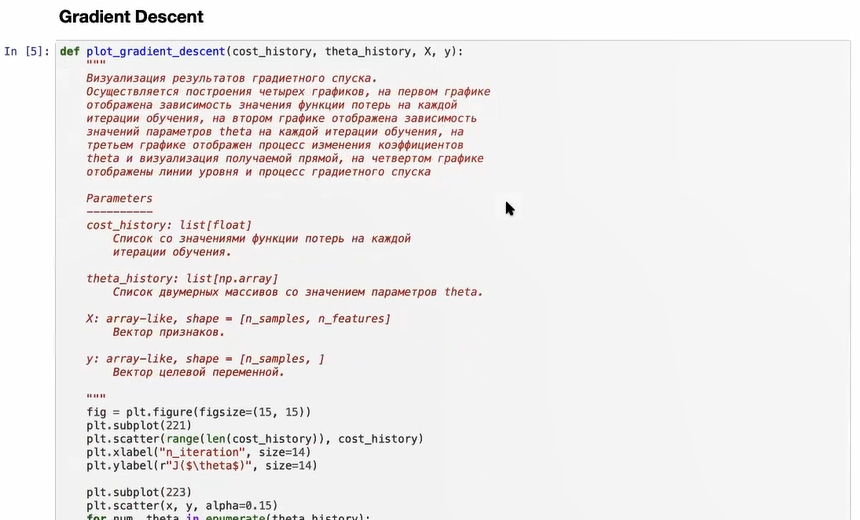 Gradient Descent
In [5]: def plot_gradient_descent(cost_history, theta_history, X, y):
"""
Визуализация результатов градиетного спуска.
Осуществляется построения четырех графиков, на первом графике
отображена зависимость значения функции потерь на каждой
итерации обучения, на втором графике отображена зависимость
значений параметров theta на каждой итерации обучения, на
третьем графике отображен процесс изменения коэффициентов
theta и визуализация получаемой прямой, на четвертом графике
отображены линии уровня и процесс градиетного спуска
Parameters
----------
cost_history: list[float]
Список со значениями функции потерь на каждой
итерации обучения.
theta_history: list[np.array]
Список двумерных массивов со значением параметров theta.
X: array-like, shape = [n_samples, n_features]
Вектор признаков.
y: array-like, shape = [n_samples, ]
Вектор целевой переменной.
"""
fig = plt.figure(figsize=(15, 15))
plt.subplot(221)
plt.scatter(range(len(cost_history)), cost_history)
plt.xlabel("n_iteration", size=14)
plt.ylabel(r"J($\theta$)", size=14)
plt.subplot(223)
plt.scatter(x, y, alpha=0.15)
for num, theta in enumerate(theta_history):